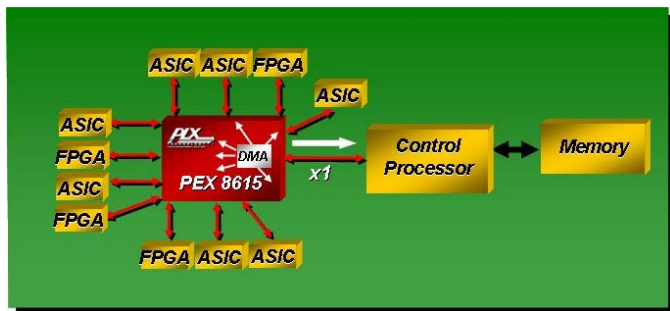 ASIC ASIC FPGA
ASIC
ASIC
FPGA
ASIC
FPGA
PLX
DMA
PEX 8615
x1
Control
Processor
Memory
FPGA ASIC ASIC